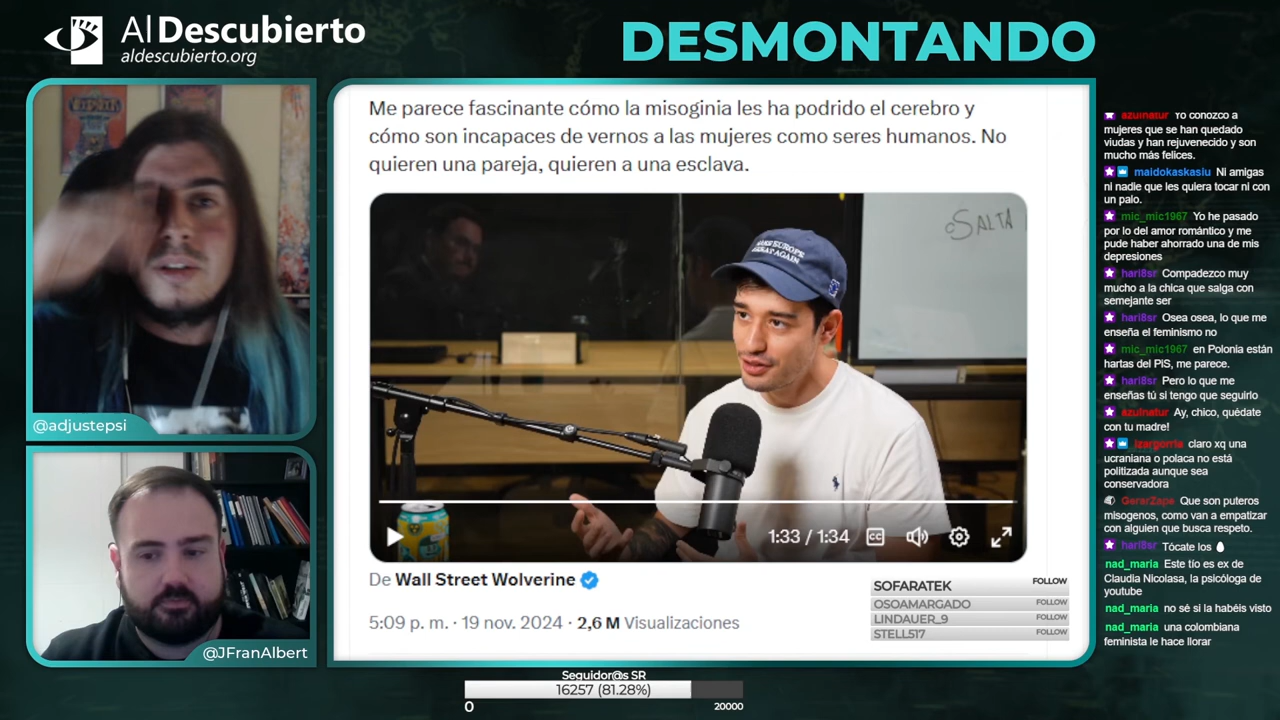 Al Descubierto
aldescubierto.org
DESMONTANDO
@adjustepsi
@JFranAlbert
Me parece fascinante cómo la misoginia les ha podrido el cerebro y
cómo son incapaces de vernos a las mujeres como seres humanos. No
quieren una pareja, quieren a una esclava.
SALTA
MAKE EUROPE
GREAT AGAIN
1:33 / 1:34
CC
De Wall Street Wolverine
5:09 p. m. · 19 nov. 2024 · 2,6 M Visualizaciones
SOFARATEK FOLLOW
OSOAMARGADO FOLLOW
LINDAUER_9 FOLLOW
STELL517 FOLLOW
azulnatur Yo conozco a
mujeres que se han quedado
viudas y han rejuvenecido y son
mucho más felices.
maidokaskasiu Ni amigas
ni nadie que les quiera tocar ni con
un palo.
mic_mic1967 Yo he pasado
por lo del amor romántico y me
pude haber ahorrado una de mis
depresiones
hari8sr Compadezco muy
mucho a la chica que salga con
semejante ser
hari8sr Osea osea, lo que me
enseña el feminismo no
mic_mic1967 en Polonia están
hartas del PIS, me parece.
hari8sr Pero lo que me
enseñas tú si tengo que seguirlo
azulnatur Ay, chico, quédate
con tu madre!
izargorria claro xq una
ucraniana o polaca no está
politizada aunque sea
conservadora
GerarZape Que son puteros
misogenos, como van a empatizar
con alguien que busca respeto.
hari8sr Tócate los
nad_maria Este tío es ex de
Claudia Nicolasa, la psicóloga de
youtube
nad_maria no sé si la habéis visto
nad_maria una colombiana
feminista le hace llorar
Seguidor@s SR
16257 (81.28%)
0 20000